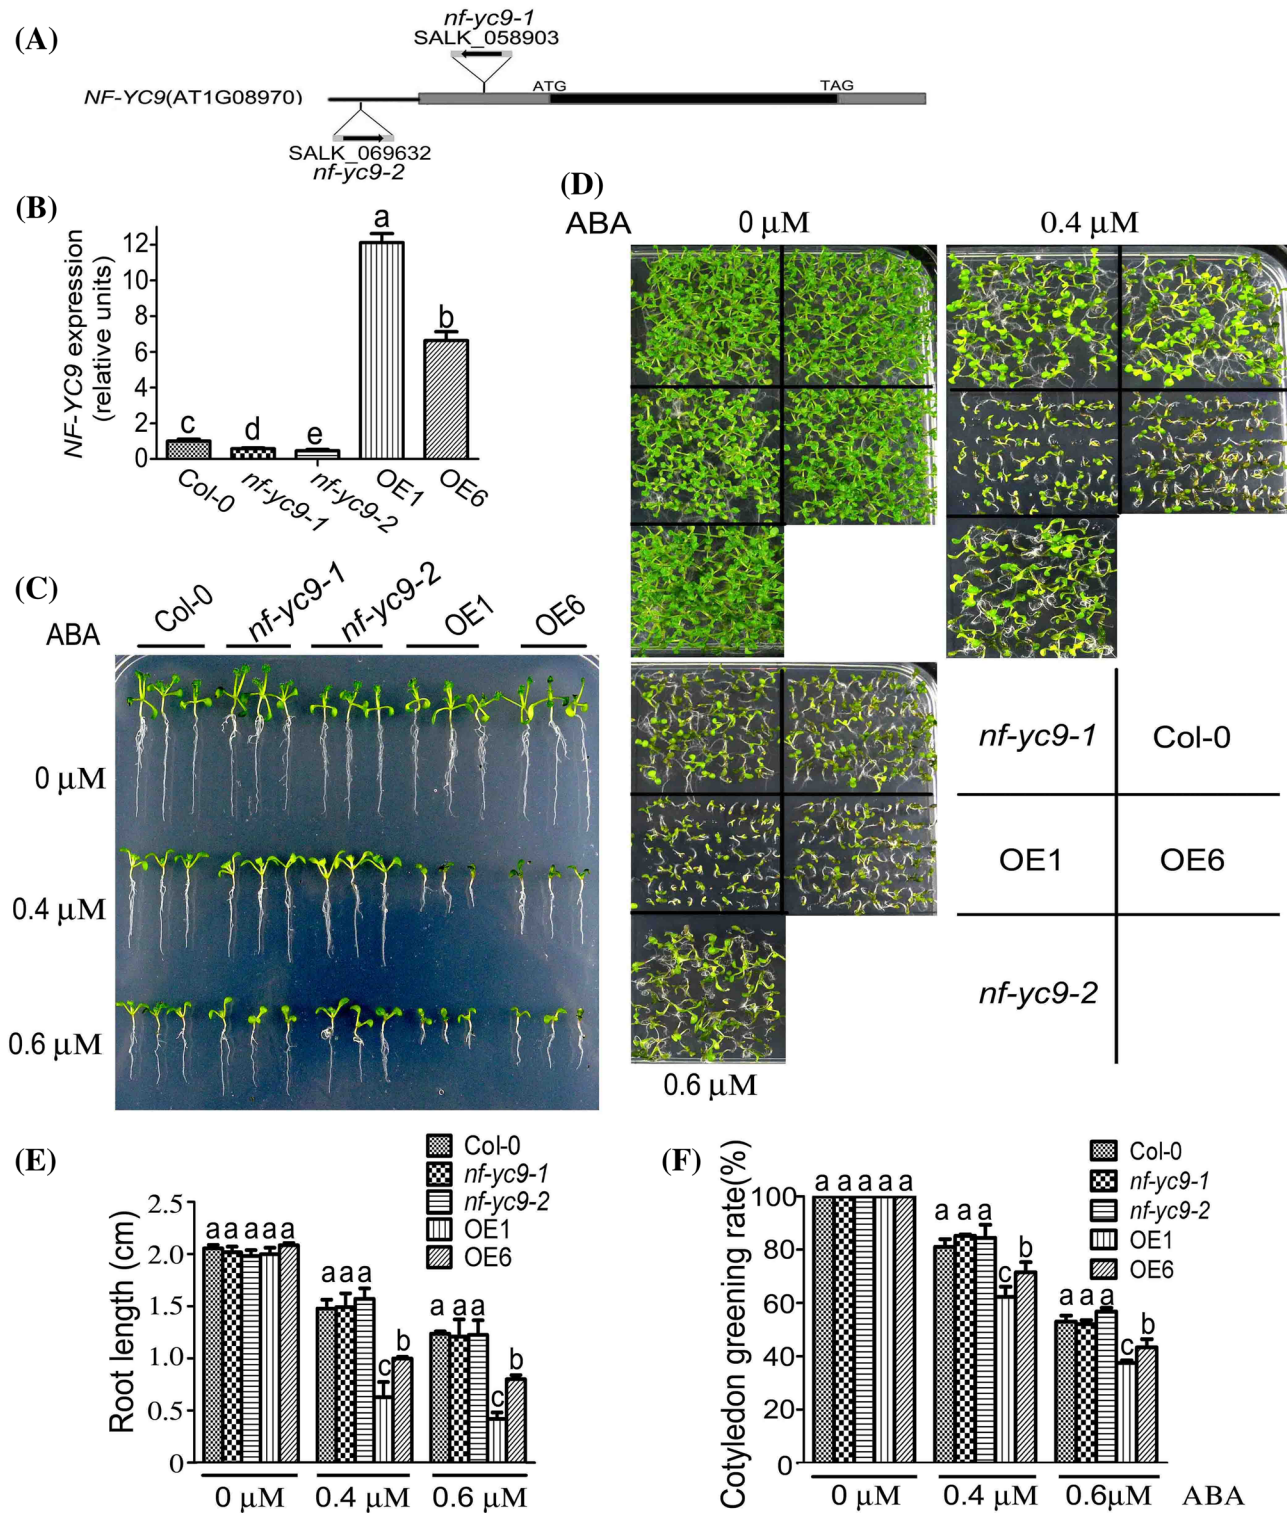 (A)
nf-yc9-1
SALK_058903
NF-YC9(AT1G08970)
ATG
TAG
SALK_069632
nf-yc9-2
(B)
NF-YC9 expression
(relative units)
12
10
8
6
4
2
0
a
b
c
d
e
Col-0
nf-yc9-1
nf-yc9-2
OE1
OE6
(C)
ABA
Col-0
nf-yc9-1
nf-yc9-2
OE1
OE6
0 μM
0.4 μM
0.6 μM
(D)
ABA
0 μM
0.4 μM
nf-yc9-1
Col-0
OE1
OE6
nf-yc9-2
0.6 μM
(E)
Col-0
nf-yc9-1
nf-yc9-2
OE1
OE6
Root length (cm)
2.5
2.0
1.5
1.0
0.5
0
a a a a a
a a a c b
a a a c b
0 μM
0.4 μM
0.6 μM
(F)
Col-0
nf-yc9-1
nf-yc9-2
OE1
OE6
Cotyledon greening rate(%)
100
80
60
40
20
0
a a a a a
a a a c b
a a a c b
0 μM
0.4 μM
0.6μM
ABA